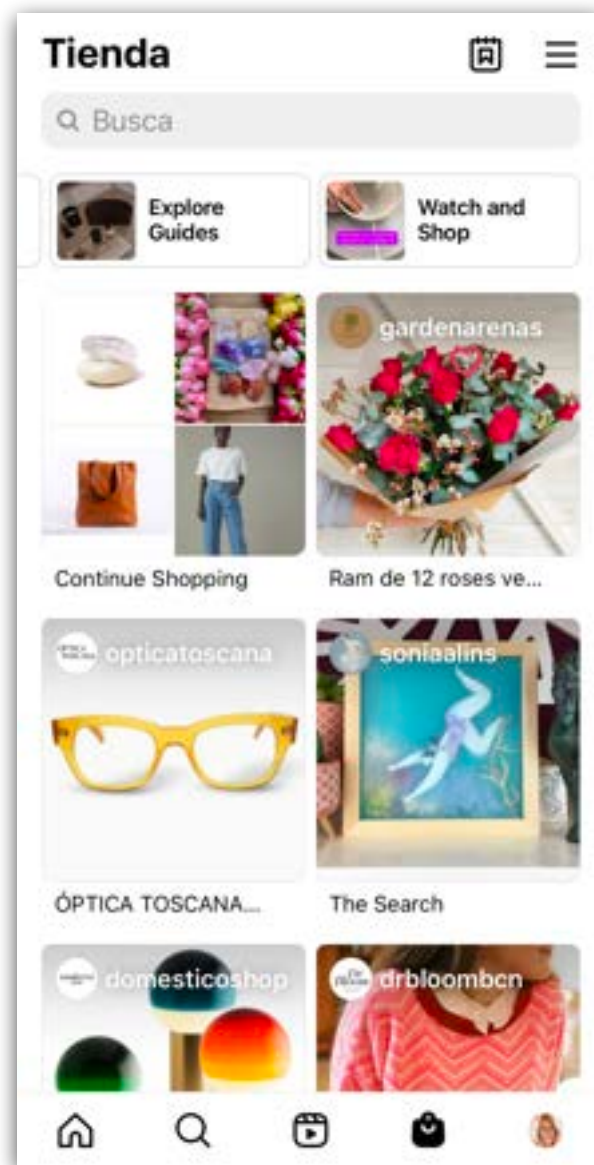 Tienda
Busca
Explore
Guides
Watch and
Shop
gardenarenas
Continue Shopping
Ram de 12 roses ve...
opticatoscana
soniaalins
ÓPTICA TOSCANA...
The Search
domesticoshop
drbloombcn